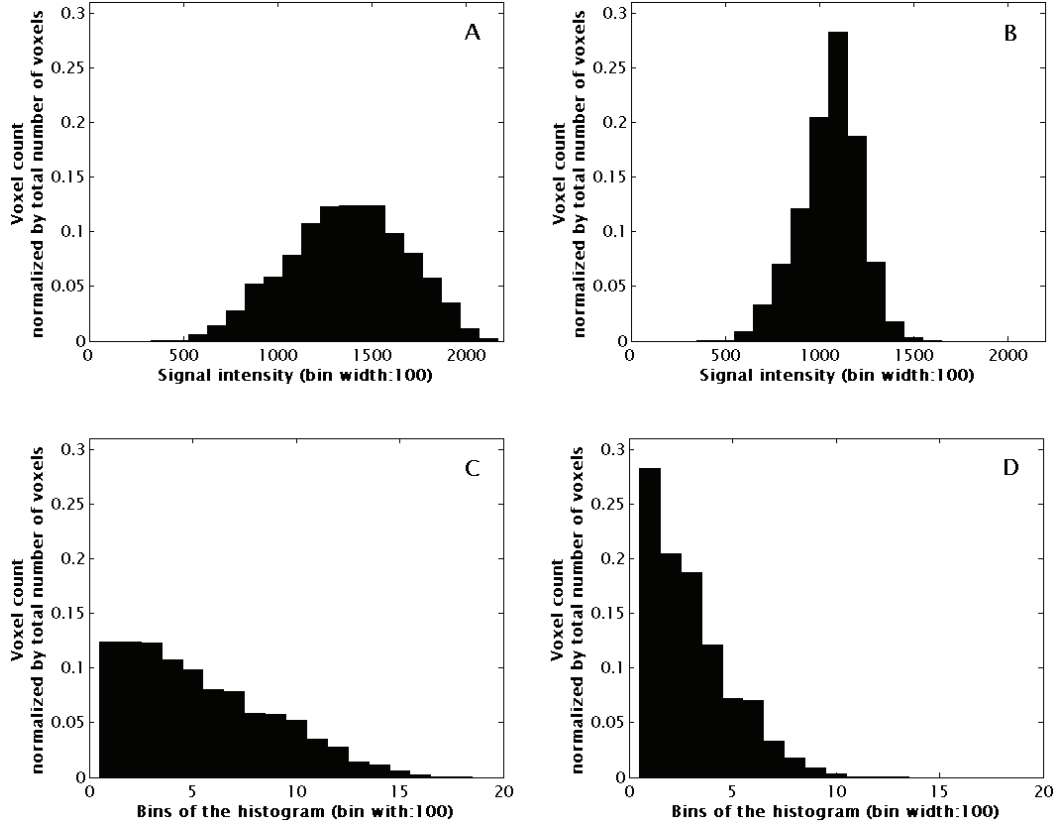 A
0.3
0.25
0.2
0.15
0.1
0.05
0
Voxel count
normalized by total number of voxels
0 500 1000 1500 2000
Signal intensity (bin width:100)
B
0.3
0.25
0.2
0.15
0.1
0.05
0
Voxel count
normalized by total number of voxels
0 500 1000 1500 2000
Signal intensity (bin width:100)
C
0.3
0.25
0.2
0.15
0.1
0.05
0
Voxel count
normalized by total number of voxels
0 5 10 15 20
Bins of the histogram (bin with:100)
D
0.3
0.25
0.2
0.15
0.1
0.05
0
Voxel count
normalized by total number of voxels
0 5 10 15 20
Bins of the histogram (bin width:100)